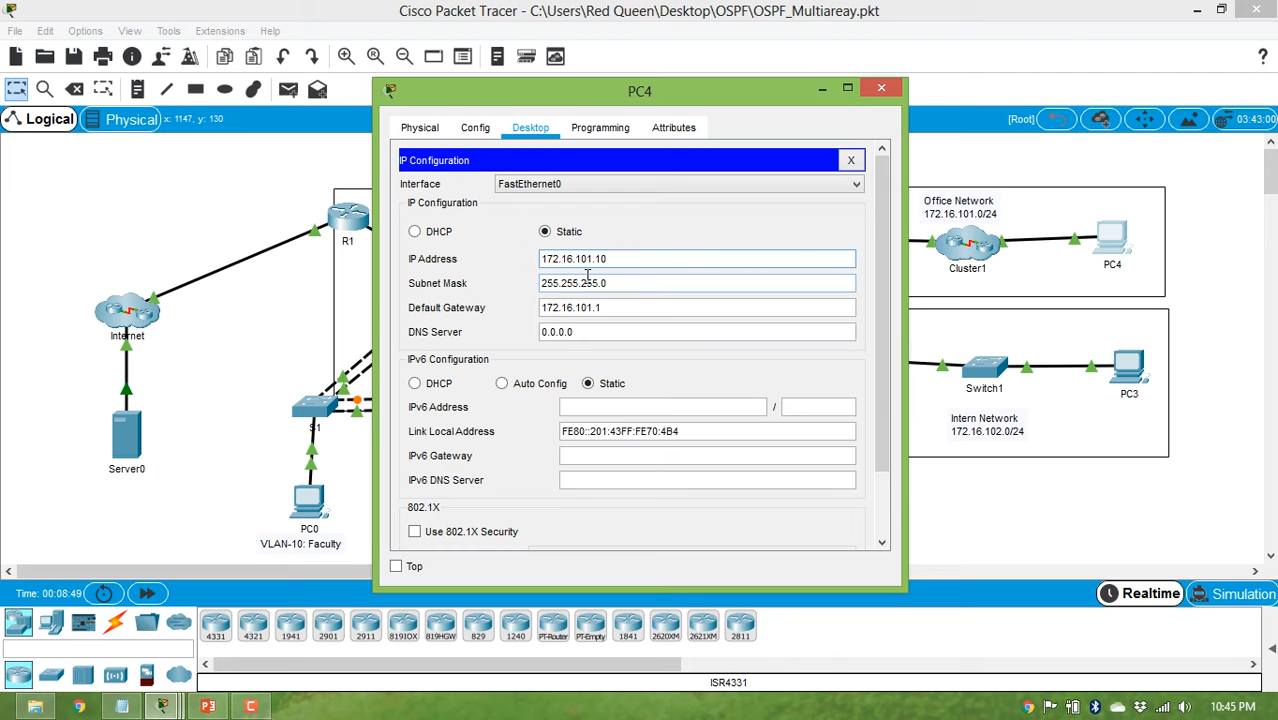 Cisco Packet Tracer - C:\Users\Red Queen\Desktop\OSPF\OSPF_Multiareay.pkt
File Edit Options View Tools Extensions Help
Logical Physical x: 1147, y: 130 [Root] 03:43:00
PC4
Physical Config Desktop Programming Attributes
IP Configuration X
Interface FastEthernet0
IP Configuration
DHCP Static
IP Address 172.16.101.10
Subnet Mask 255.255.255.0
Default Gateway 172.16.101.1
DNS Server 0.0.0.0
IPv6 Configuration
DHCP Auto Config Static
IPv6 Address /
Link Local Address FE80::201:43FF:FE70:4B4
IPv6 Gateway
IPv6 DNS Server
802.1X
Use 802.1X Security
Top
R1
Internet
Server0
S1
PC0
VLAN-10: Faculty
Office Network
172.16.101.0/24
Cluster1
PC4
Switch1
PC3
Intern Network
172.16.102.0/24
Time: 00:08:49 Realtime Simulation
4331 4321 1941 2901 2911 819IOX 819HGW 829 1240 PT-Router PT-Empty 1841 2620XM 2621XM 2811
ISR4331
10:45 PM